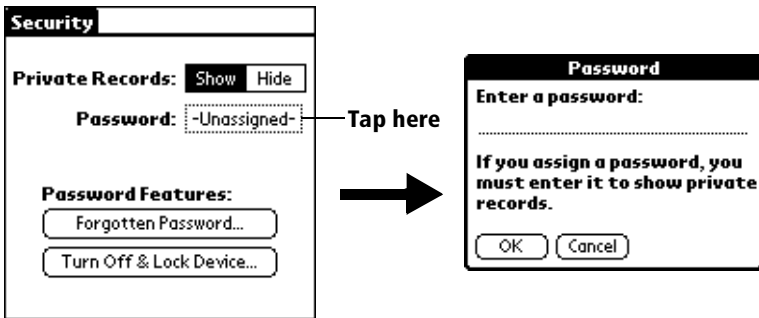 Security
Private Records: Show Hide
Password: -Unassigned-
Tap here
Password Features:
Forgotten Password...
Turn Off & Lock Device...
Password
Enter a password:
If you assign a password, you
must enter it to show private
records.
OK Cancel